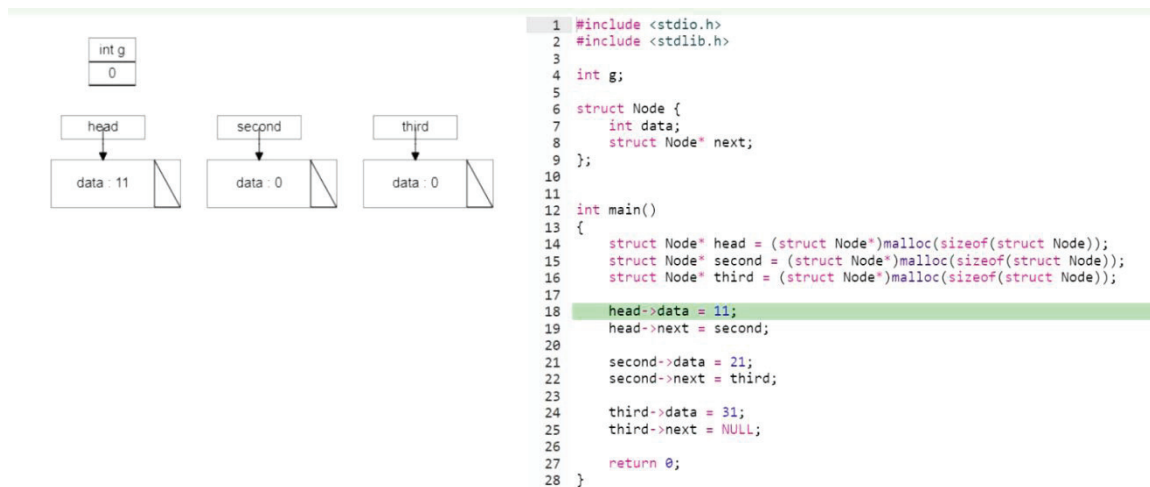 int g
0
head
second
third
data : 11
data : 0
data : 0
1 #include <stdio.h>
2 #include <stdlib.h>
3
4 int g;
5
6 struct Node {
7     int data;
8     struct Node* next;
9 };
10
11
12 int main()
13 {
14     struct Node* head = (struct Node*)malloc(sizeof(struct Node));
15     struct Node* second = (struct Node*)malloc(sizeof(struct Node));
16     struct Node* third = (struct Node*)malloc(sizeof(struct Node));
17
18     head->data = 11;
19     head->next = second;
20
21     second->data = 21;
22     second->next = third;
23
24     third->data = 31;
25     third->next = NULL;
26
27     return 0;
28 }